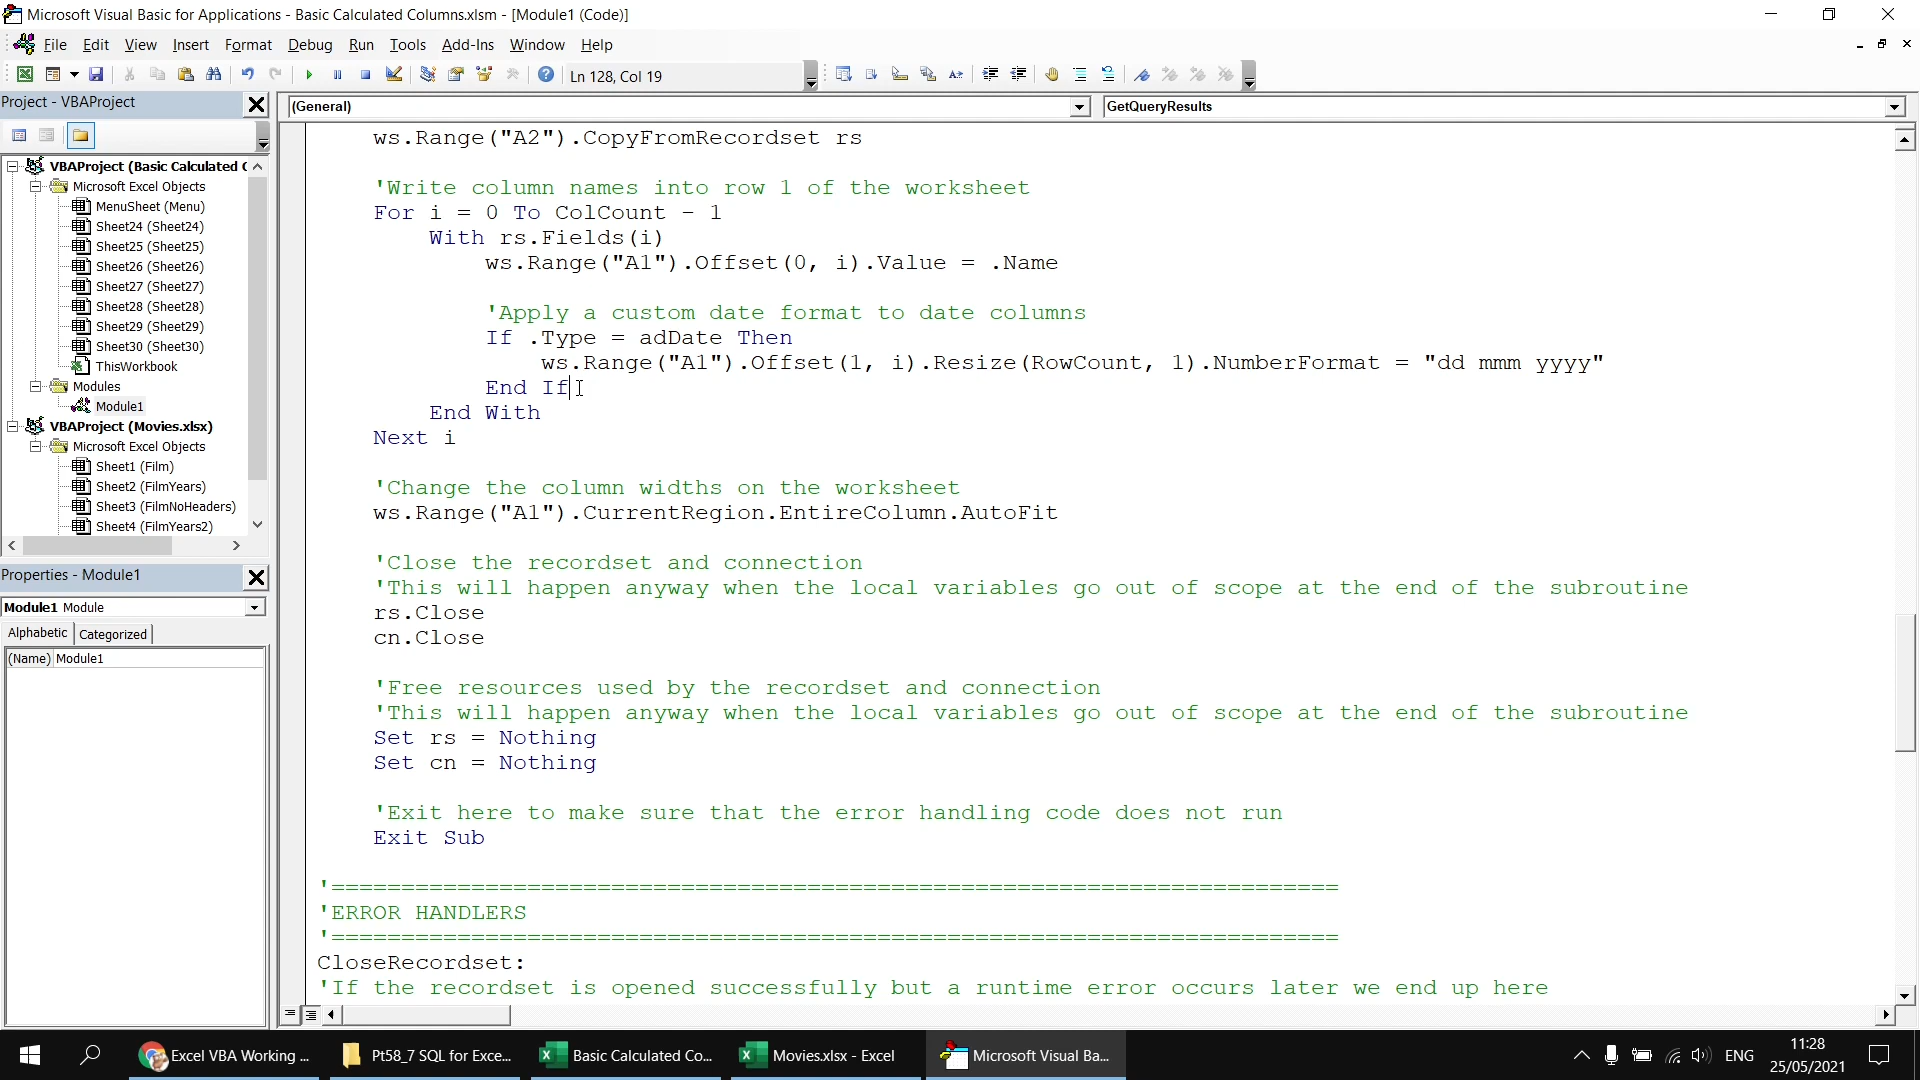 Microsoft Visual Basic for Applications - Basic Calculated Columns.xlsm - [Module1 (Code)]
File Edit View Insert Format Debug Run Tools Add-Ins Window Help
Ln 128, Col 19
Project - VBAProject
(General)
GetQueryResults
VBAProject (Basic Calculated C
Microsoft Excel Objects
MenuSheet (Menu)
Sheet24 (Sheet24)
Sheet25 (Sheet25)
Sheet26 (Sheet26)
Sheet27 (Sheet27)
Sheet28 (Sheet28)
Sheet29 (Sheet29)
Sheet30 (Sheet30)
ThisWorkbook
Modules
Module1
VBAProject (Movies.xlsx)
Microsoft Excel Objects
Sheet1 (Film)
Sheet2 (FilmYears)
Sheet3 (FilmNoHeaders)
Sheet4 (FilmYears2)
Properties - Module1
Module1 Module
Alphabetic Categorized
(Name) Module1
ws.Range("A2").CopyFromRecordset rs
'Write column names into row 1 of the worksheet
For i = 0 To ColCount - 1
With rs.Fields(i)
ws.Range("A1").Offset(0, i).Value = .Name
'Apply a custom date format to date columns
If .Type = adDate Then
ws.Range("A1").Offset(1, i).Resize(RowCount, 1).NumberFormat = "dd mmm yyyy"
End If
End With
Next i
'Change the column widths on the worksheet
ws.Range("A1").CurrentRegion.EntireColumn.AutoFit
'Close the recordset and connection
'This will happen anyway when the local variables go out of scope at the end of the subroutine
rs.Close
cn.Close
'Free resources used by the recordset and connection
'This will happen anyway when the local variables go out of scope at the end of the subroutine
Set rs = Nothing
Set cn = Nothing
'Exit here to make sure that the error handling code does not run
Exit Sub
'========================================================================
'ERROR HANDLERS
'========================================================================
CloseRecordset:
'If the recordset is opened successfully but a runtime error occurs later we end up here
Excel VBA Working ...
Pt58_7 SQL for Exce...
Basic Calculated Co...
Movies.xlsx - Excel
Microsoft Visual Ba...
ENG
11:28
25/05/2021